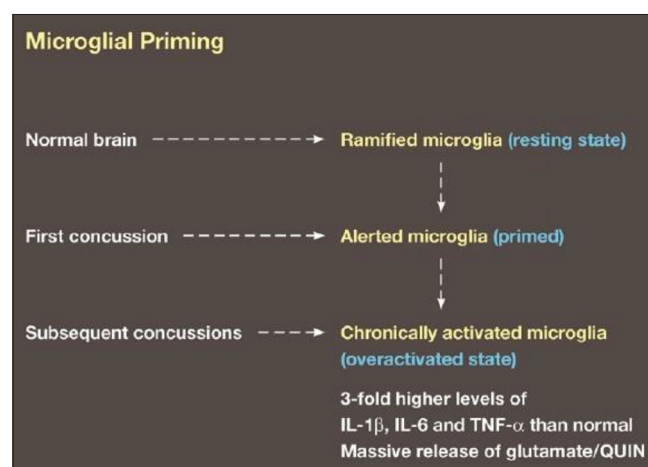 Microglial Priming
Normal brain
Ramified microglia (resting state)
First concussion
Alerted microglia (primed)
Subsequent concussions
Chronically activated microglia
(overactivated state)
3-fold higher levels of
IL-1β, IL-6 and TNF-α than normal
Massive release of glutamate/QUIN